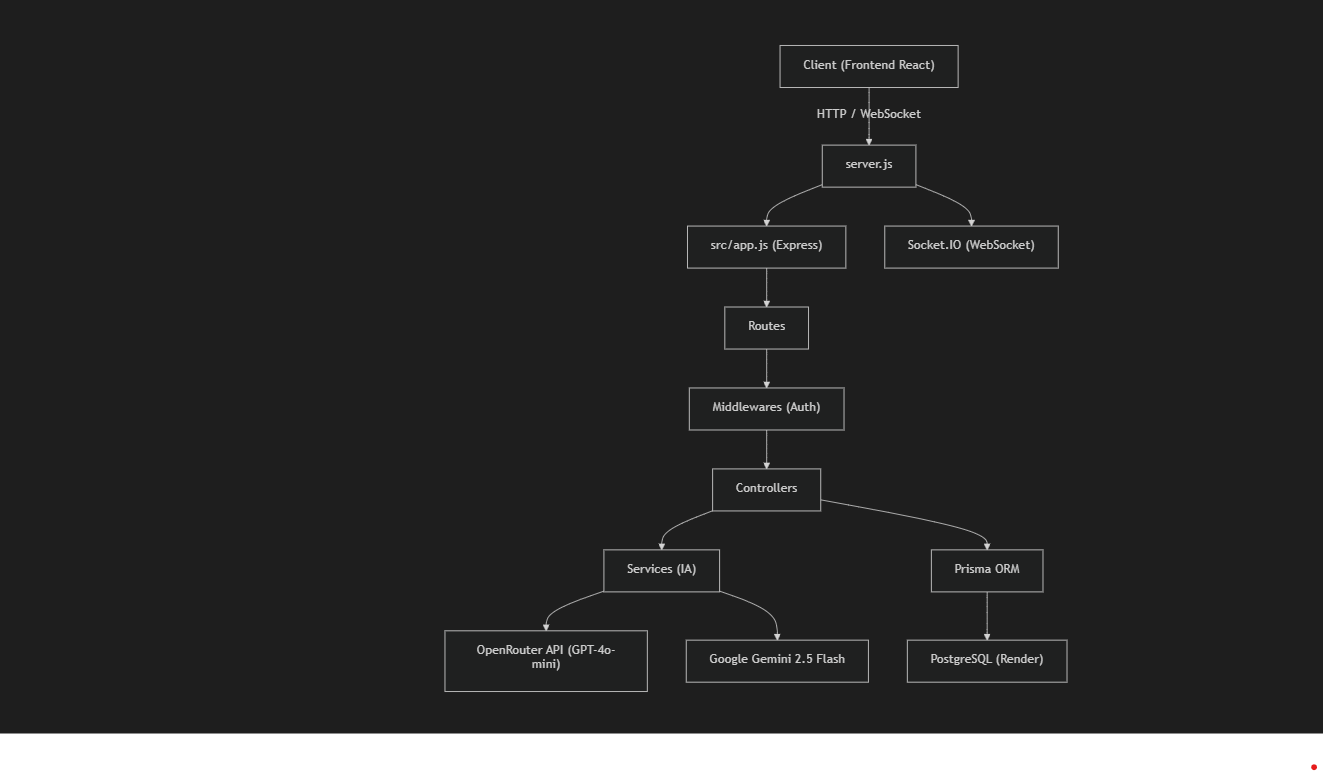 Client (Frontend React)
HTTP / WebSocket
server.js
src/app.js (Express)
Socket.IO (WebSocket)
Routes
Middlewares (Auth)
Controllers
Services (IA)
Prisma ORM
OpenRouter API (GPT-4o-
mini)
Google Gemini 2.5 Flash
PostgreSQL (Render)